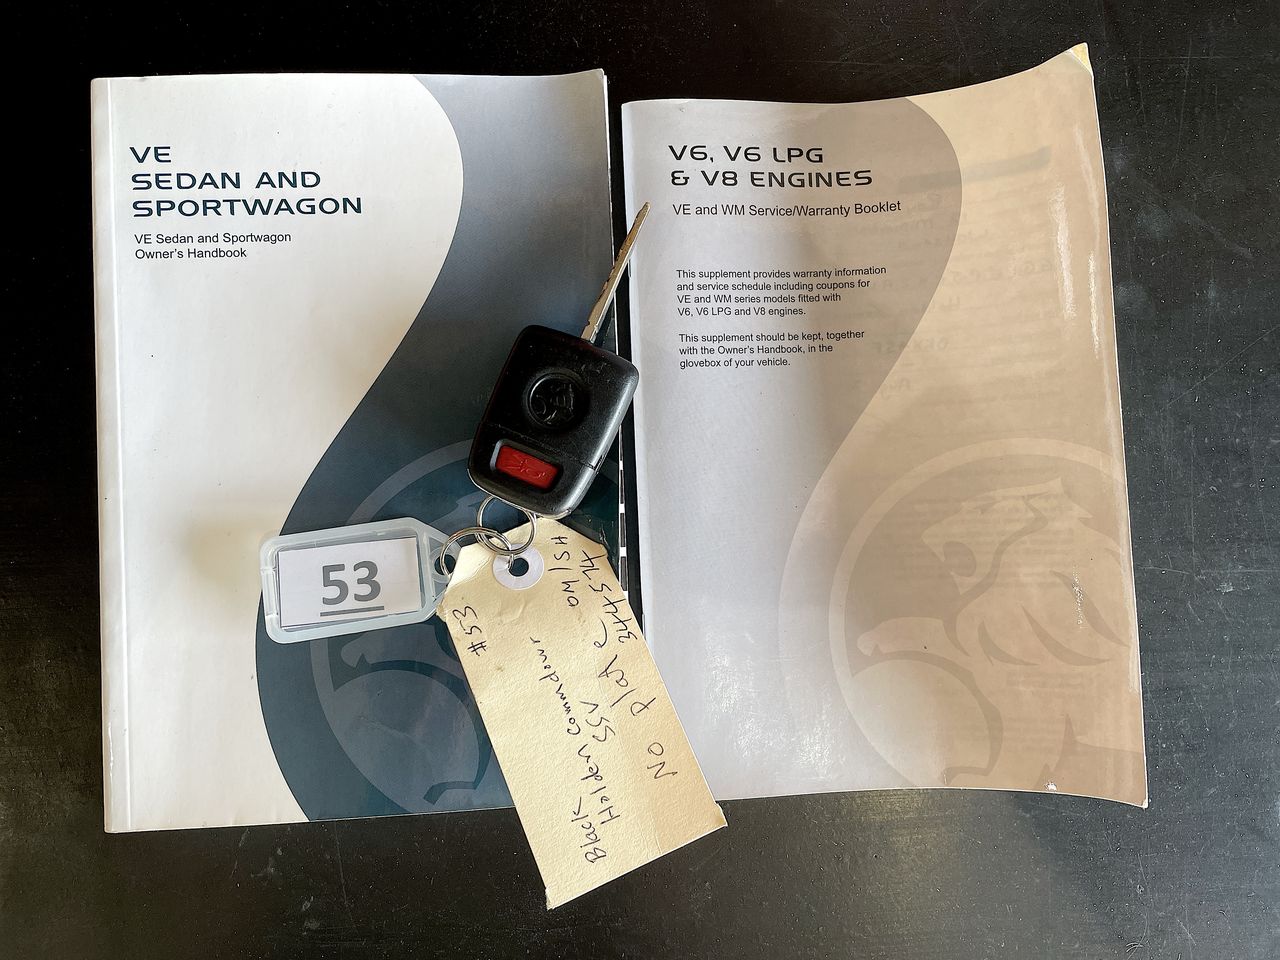 VE
SEDAN AND
SPORTWAGON
VE Sedan and Sportwagon
Owner's Handbook
V6, V6 LPG
& V8 ENGINES
VE and WM Service/Warranty Booklet
This supplement provides warranty information
and service schedule including coupons for
VE and WM series models fitted with
V6, V6 LPG and V8 engines.
This supplement should be kept, together
with the Owner's Handbook, in the
glovebox of your vehicle.
53
#53
Black
Holden Commdowr
SSV
No Plate
344574